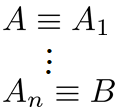 A ≡ A₁
⋮
Aₙ ≡ B